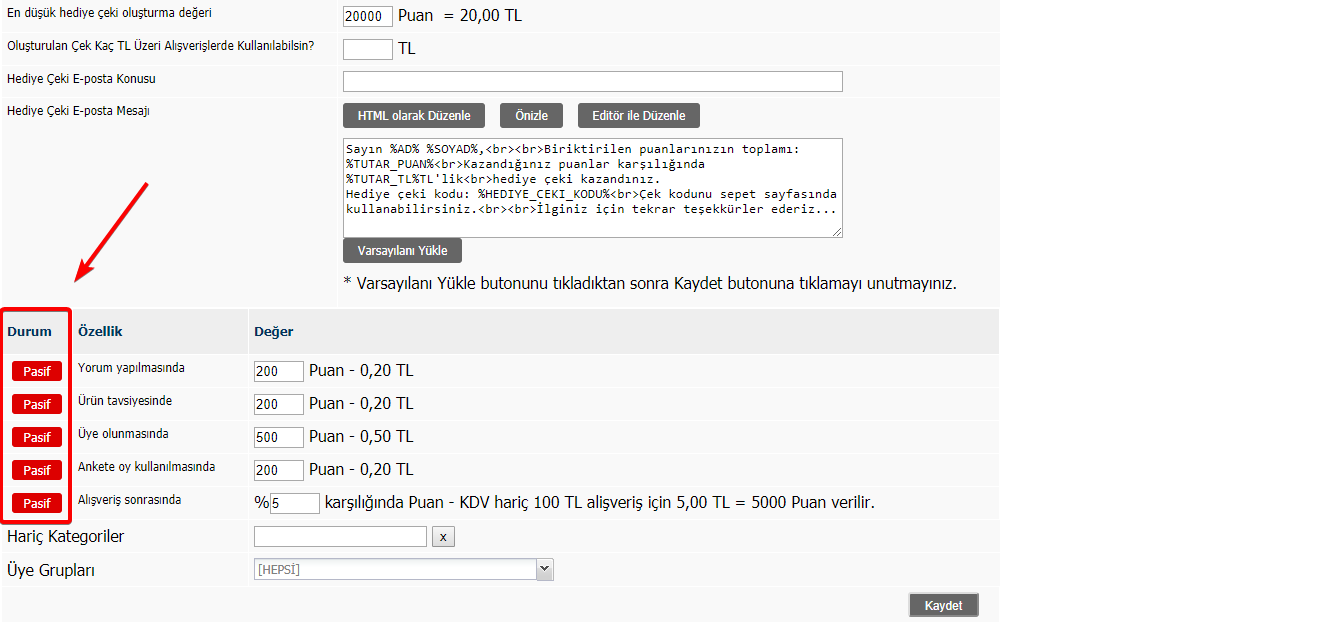 En düşük hediye çeki oluşturma değeri 20000 Puan = 20,00 TL
Oluşturulan Çek Kaç TL Üzeri Alışverişlerde Kullanılabilsin? TL
Hediye Çeki E-posta Konusu
Hediye Çeki E-posta Mesajı HTML olarak Düzenle Önizle Editör ile Düzenle
Sayın %AD% %SOYAD%,<br><br>Biriktirilen puanlarınızın toplamı:
%TUTAR_PUAN%<br>Kazandığınız puanlar karşılığında
%TUTAR_TL%TL'lik<br>hediye çeki kazandınız.
Hediye çeki kodu: %HEDIYE_CEKI_KODU%<br>Çek kodunu sepet sayfasında
kullanabilirsiniz.<br><br>İlginiz için tekrar teşekkürler ederiz...
Varsayılanı Yükle
* Varsayılanı Yükle butonunu tıkladıktan sonra Kaydet butonuna tıklamayı unutmayınız.
Durum Özellik Değer
Pasif Yorum yapılmasında 200 Puan - 0,20 TL
Pasif Ürün tavsiyesinde 200 Puan - 0,20 TL
Pasif Üye olunmasında 500 Puan - 0,50 TL
Pasif Ankete oy kullanılmasında 200 Puan - 0,20 TL
Pasif Alışveriş sonrasında %5 karşılığında Puan - KDV hariç 100 TL alişveriş için 5,00 TL = 5000 Puan verilir.
Hariç Kategoriler x
Üye Grupları [HEPSİ]
Kaydet